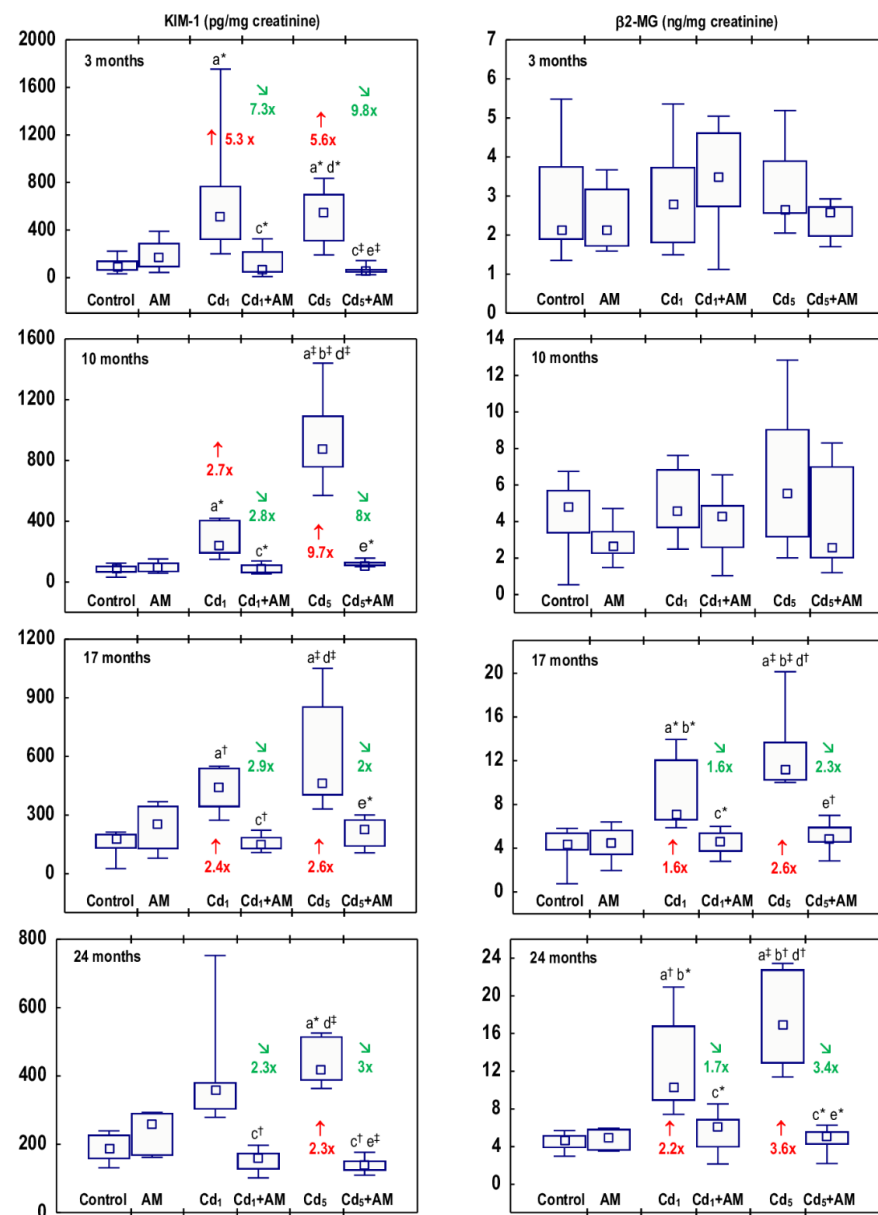 KIM-1 (pg/mg creatinine)
2000
1600
1200
800
400
0
3 months
a*
↑ 5.3 x
↘
7.3x
c*
↑
5.6x
a* d*
↘
9.8x
c‡ e‡
Control AM Cd₁ Cd₁+AM Cd₅ Cd₅+AM
β2-MG (ng/mg creatinine)
7
6
5
4
3
2
1
0
3 months
Control AM Cd₁ Cd₁+AM Cd₅ Cd₅+AM
1600
1200
800
400
0
10 months
↑
2.7x
a*
↘
2.8x
c*
a‡ b‡ d‡
↑
9.7x
↘
8x
e*
Control AM Cd₁ Cd₁+AM Cd₅ Cd₅+AM
14
12
10
8
6
4
2
0
10 months
Control AM Cd₁ Cd₁+AM Cd₅ Cd₅+AM
1200
900
600
300
0
17 months
a†
↑
2.4x
↘
2.9x
c†
a‡ d‡
↑
2.6x
↘
2x
e*
Control AM Cd₁ Cd₁+AM Cd₅ Cd₅+AM
20
16
12
8
4
0
17 months
a* b*
↑
1.6x
↘
1.6x
c*
a‡ b‡ d†
↑
2.6x
↘
2.3x
e†
Control AM Cd₁ Cd₁+AM Cd₅ Cd₅+AM
800
600
400
200
0
24 months
↘
2.3x
c†
a* d‡
↑
2.3x
↘
3x
c† e‡
Control AM Cd₁ Cd₁+AM Cd₅ Cd₅+AM
24
20
16
12
8
4
0
24 months
a† b*
↑
2.2x
↘
1.7x
c*
a‡ b† d†
↑
3.6x
↘
3.4x
c* e*
Control AM Cd₁ Cd₁+AM Cd₅ Cd₅+AM